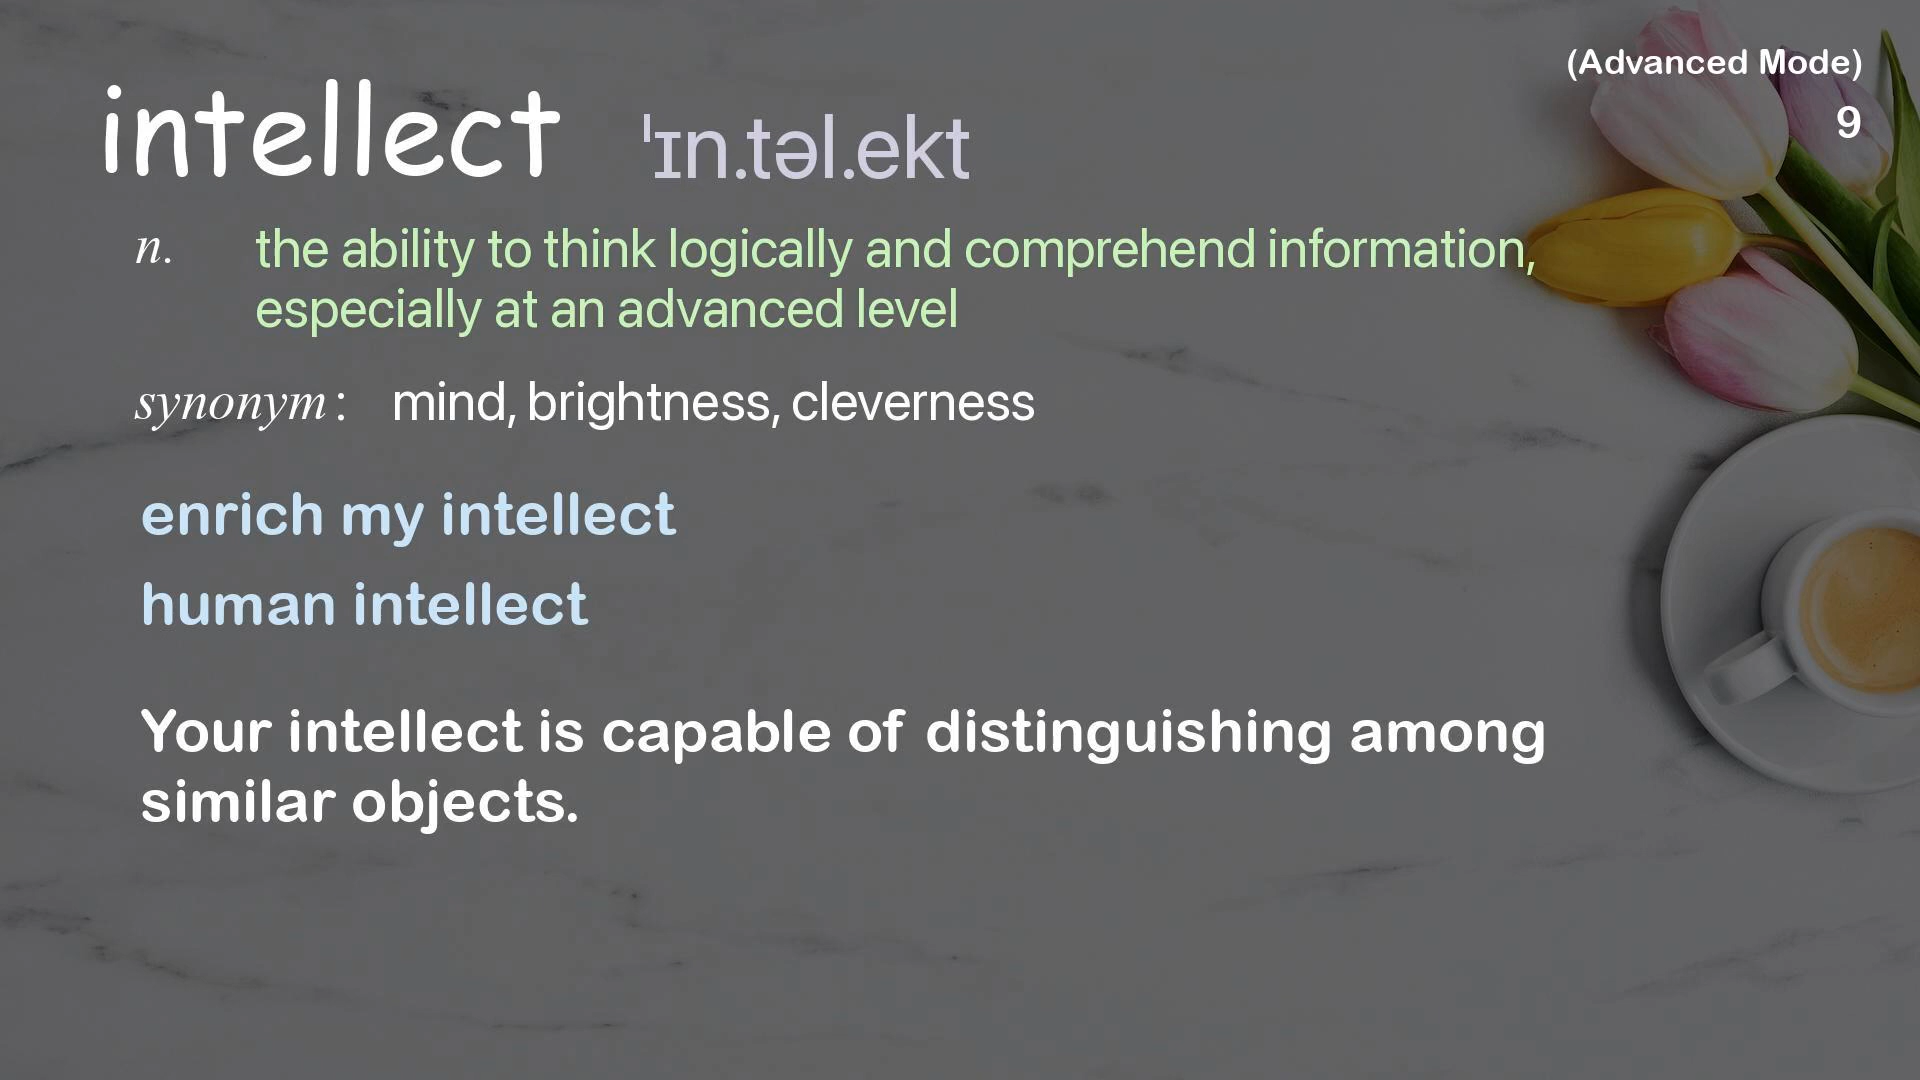 (Advanced Mode)
intellect ˈɪn.təl.ekt
9
n. the ability to think logically and comprehend information,
especially at an advanced level
synonym: mind, brightness, cleverness
enrich my intellect
human intellect
Your intellect is capable of distinguishing among
similar objects.